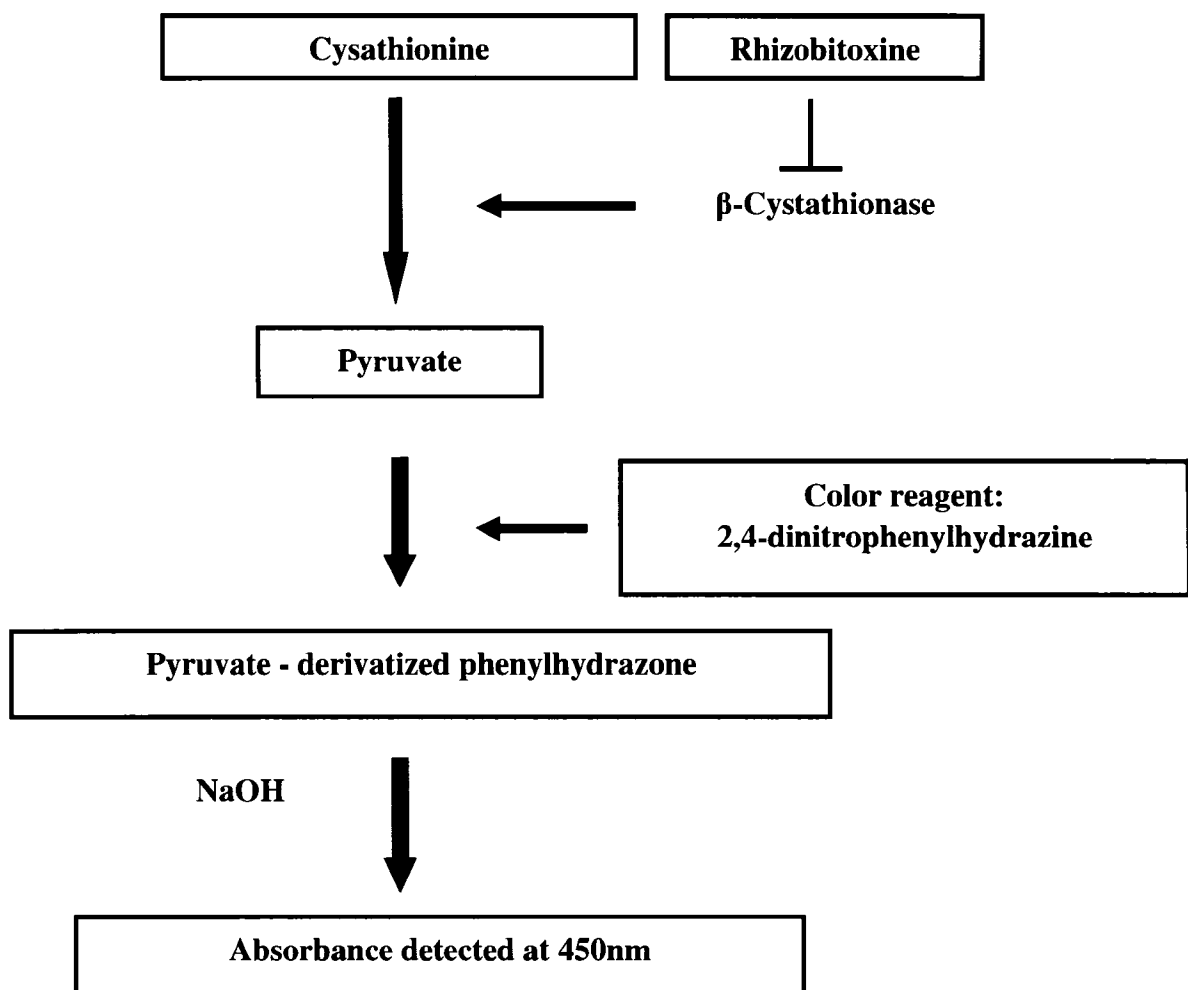 Cysathionine
Rhizobitoxine
β-Cystathionase
Pyruvate
Color reagent:
2,4-dinitrophenylhydrazine
Pyruvate - derivatized phenylhydrazone
NaOH
Absorbance detected at 450nm